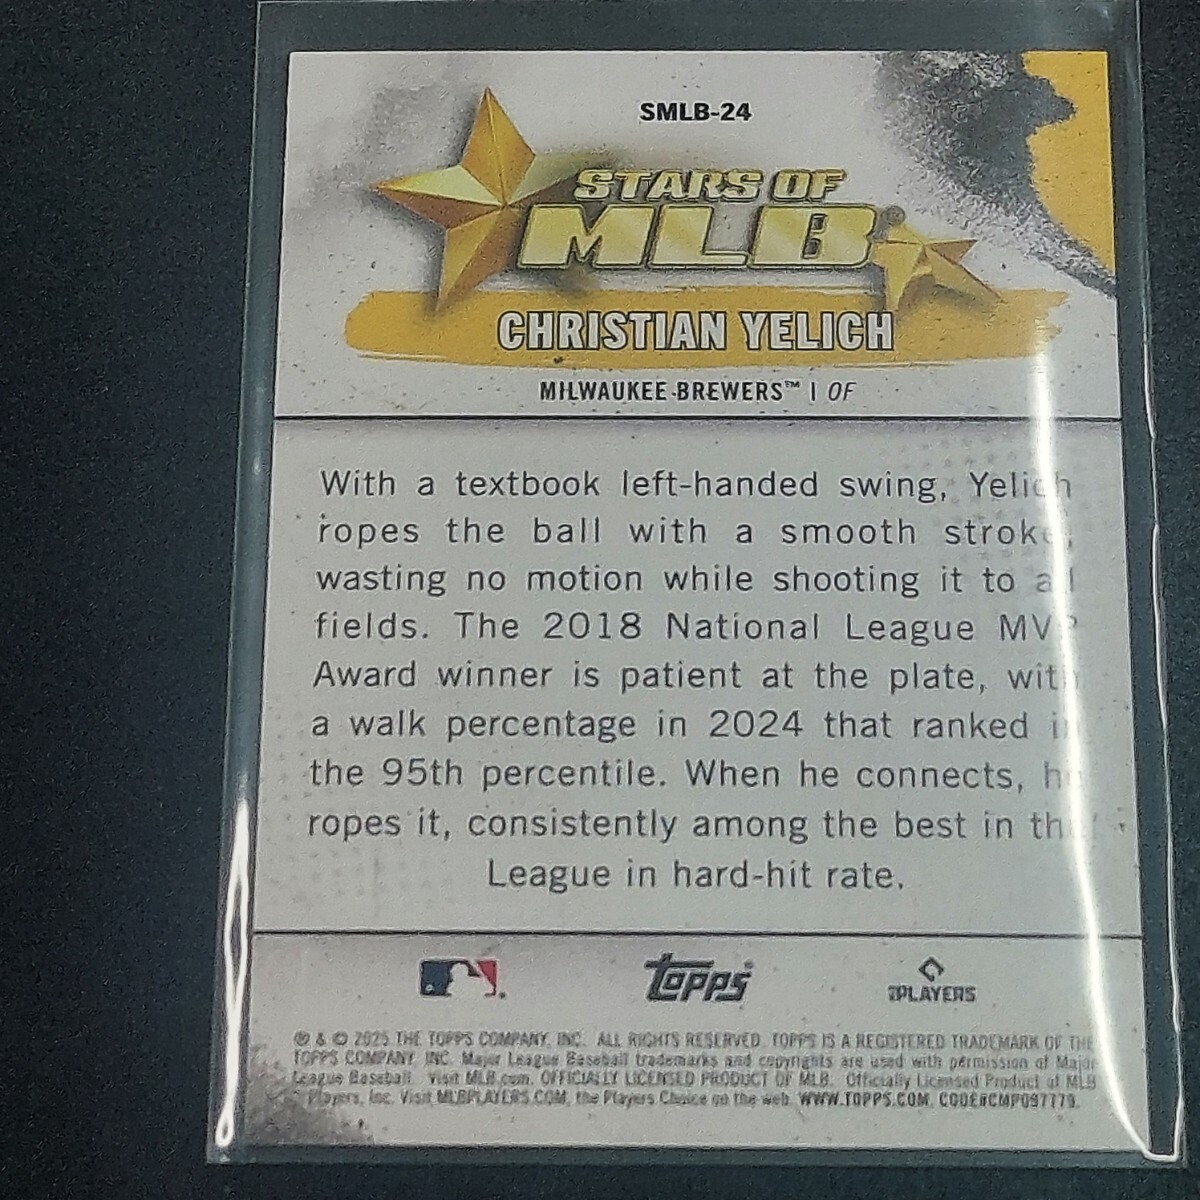 SMLB-24
STARS OF
MLB®
CHRISTIAN YELICH
MILWAUKEE BREWERS™ | OF
With a textbook left-handed swing, Yelich
ropes the ball with a smooth stroke,
wasting no motion while shooting it to all
fields. The 2018 National League MVP
Award winner is patient at the plate, with
a walk percentage in 2024 that ranked in
the 95th percentile. When he connects, he
ropes it, consistently among the best in the
League in hard-hit rate.
topps®
PLAYERS
® & © 2025 THE TOPPS COMPANY, INC. ALL RIGHTS RESERVED. TOPPS IS A REGISTERED TRADEMARK OF THE
TOPPS COMPANY, INC. Major League Baseball trademarks and copyrights are used with permission of Major
League Baseball. Visit MLB.com. OFFICIALLY LICENSED PRODUCT OF MLB. Officially Licensed Product of MLB
Players, Inc. Visit MLBPLAYERS.COM, the Players Choice on the web. WWW.TOPPS.COM. CODE#CMP097779.